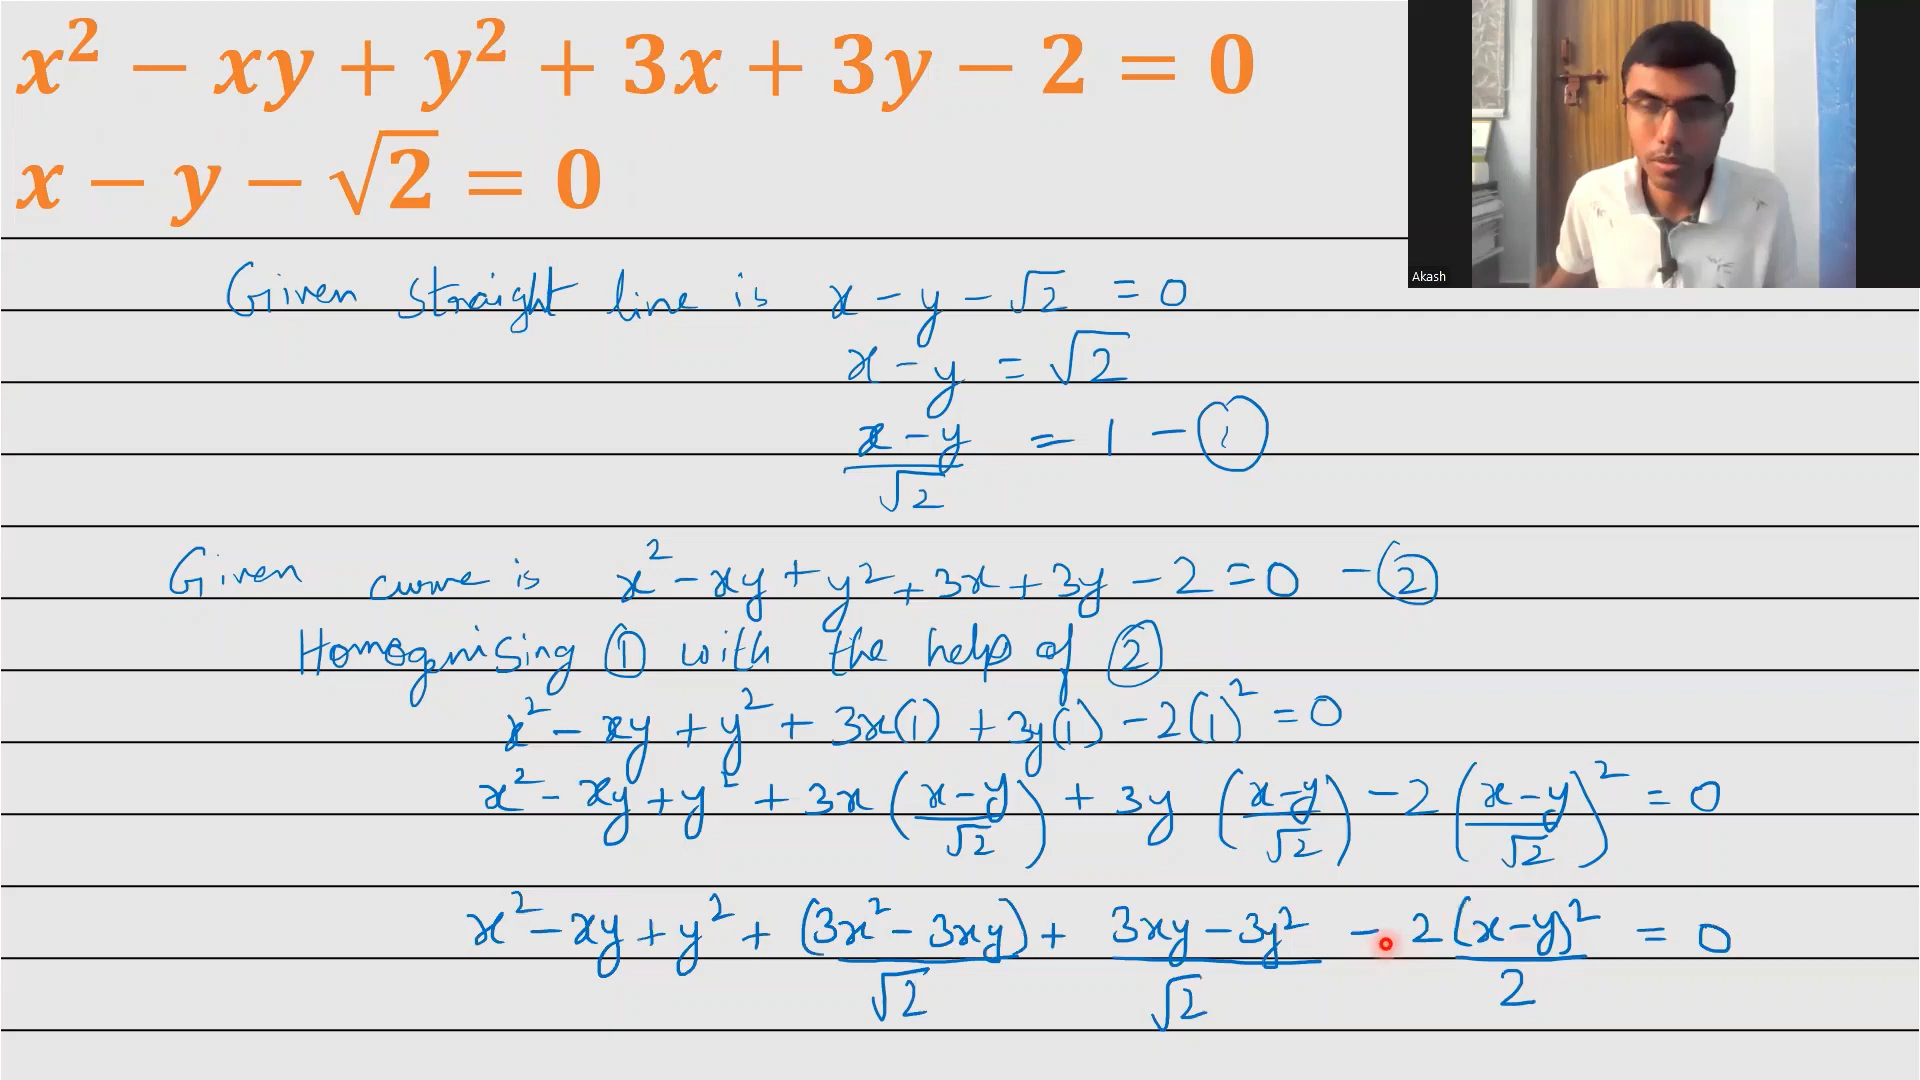 x² − xy + y² + 3x + 3y − 2 = 0
x − y − √2 = 0
Akash
Given straight line is x − y − √2 = 0
x − y = √2
(x − y)/√2 = 1 − ①
Given curve is x² − xy + y² + 3x + 3y − 2 = 0 − ②
Homogenising ① with the help of ②
x² − xy + y² + 3x(1) + 3y(1) − 2(1)² = 0
x² − xy + y² + 3x((x−y)/√2) + 3y((x−y)/√2) − 2((x−y)/√2)² = 0
x² − xy + y² + (3x² − 3xy)/√2 + (3xy − 3y²)/√2 − 2(x−y)²/2 = 0